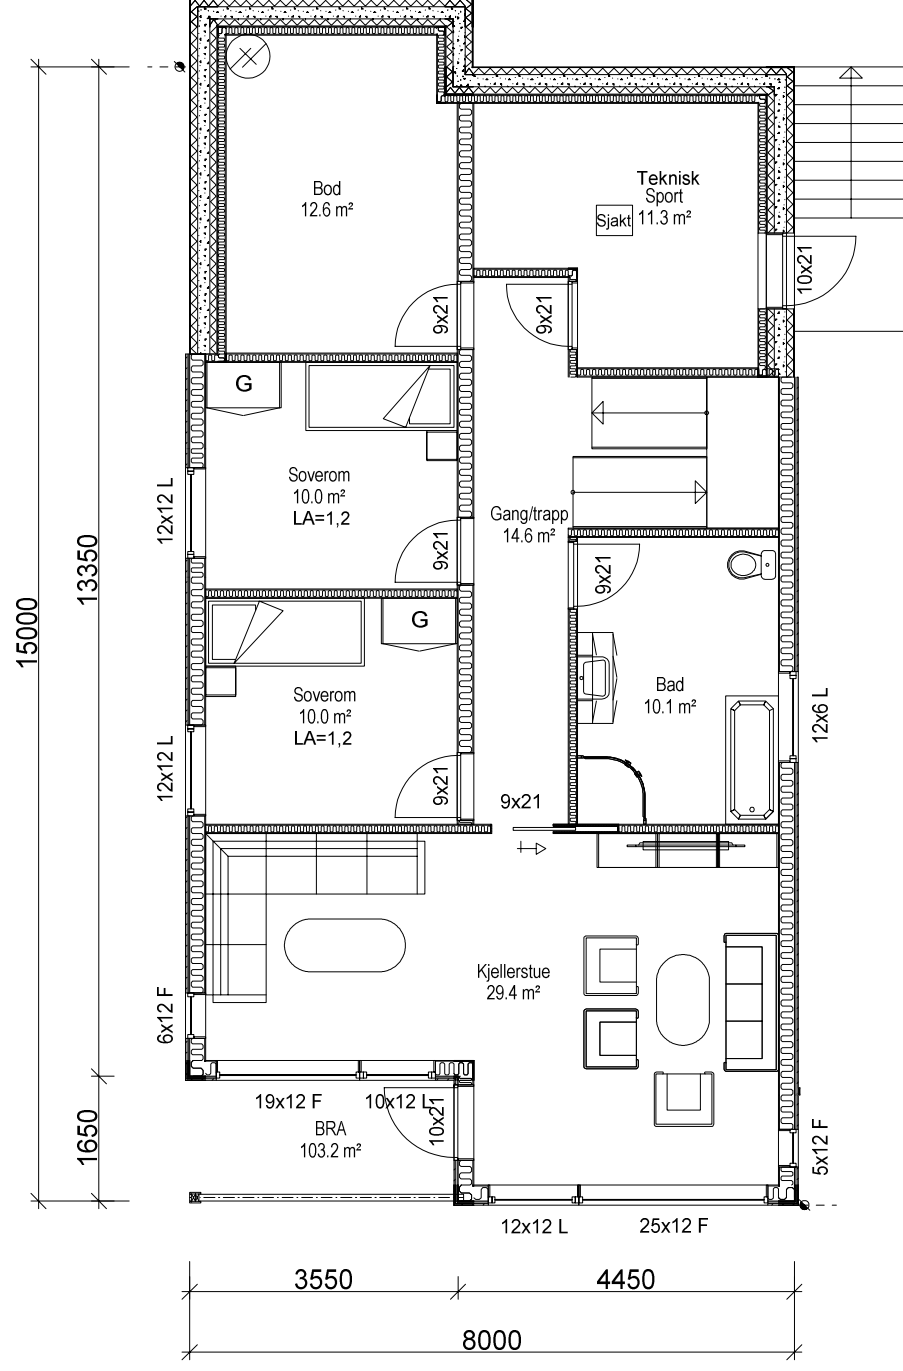 Bod
12.6 m²
Teknisk
Sport
11.3 m²
Sjakt
10x21
9x21
9x21
G
Soverom
10.0 m²
LA=1,2
12x12 L
9x21
Gang/trapp
14.6 m²
9x21
13350
15000
G
Soverom
10.0 m²
LA=1,2
12x12 L
9x21
9x21
Bad
10.1 m²
12x6 L
Kjellerstue
29.4 m²
6x12 F
19x12 F
10x12 L
10x21
BRA
103.2 m²
1650
5x12 F
12x12 L
25x12 F
3550
4450
8000